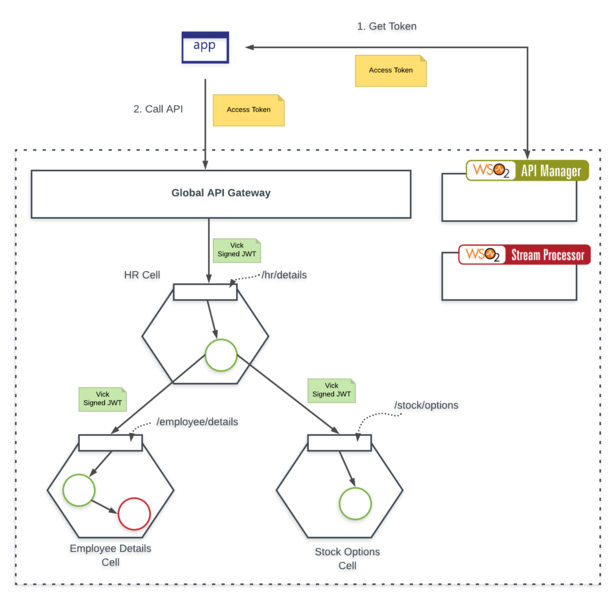 1. Get Token
app
Access Token
2. Call API
Access Token
WSO2 API Manager
Global API Gateway
Vick
Signed JWT
WSO2 Stream Processor
HR Cell
/hr/details
Vick
Signed JWT
Vick
Signed JWT
/stock/options
/employee/details
Employee Details
Cell
Stock Options
Cell